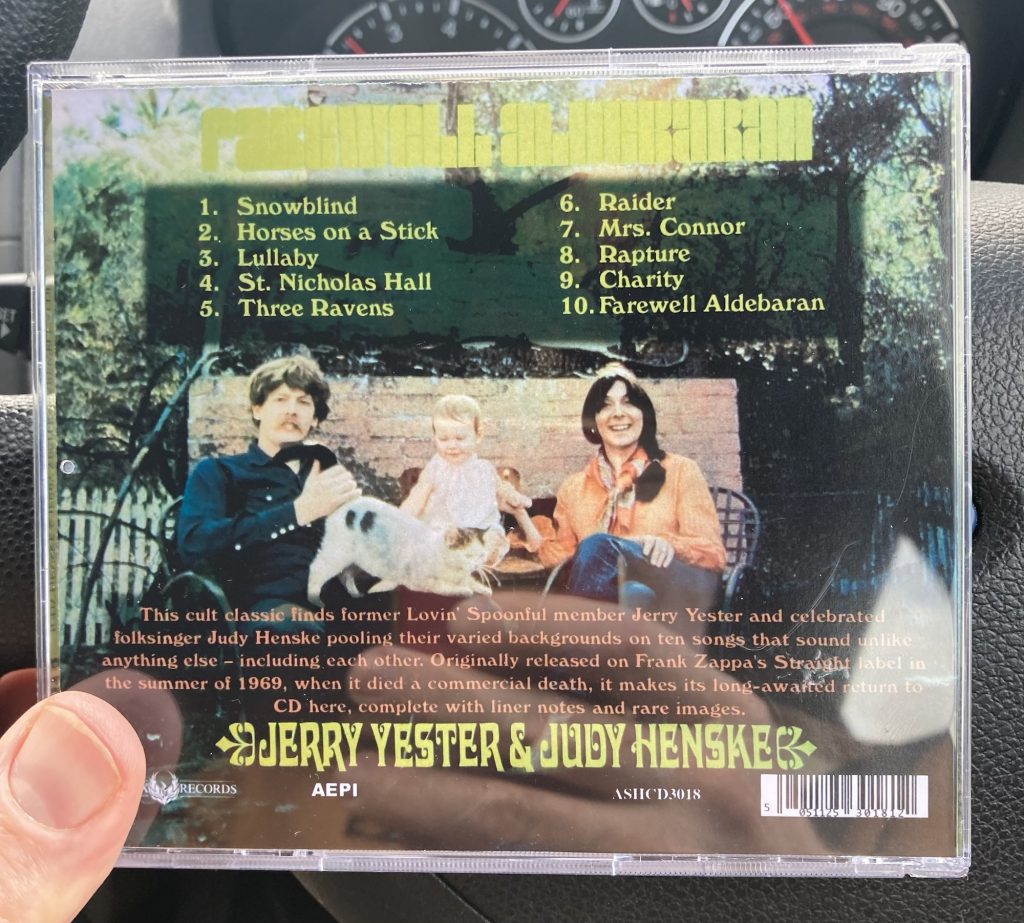 FAREWELL ALDEBARAN
1. Snowblind
2. Horses on a Stick
3. Lullaby
4. St. Nicholas Hall
5. Three Ravens
6. Raider
7. Mrs. Connor
8. Rapture
9. Charity
10. Farewell Aldebaran
This cult classic finds former Lovin' Spoonful member Jerry Yester and celebrated
folksinger Judy Henske pooling their varied backgrounds on ten songs that sound unlike
anything else – including each other. Originally released on Frank Zappa's Straight label in
the summer of 1969, when it died a commercial death, it makes its long-awaited return to
CD here, complete with liner notes and rare images.
JERRY YESTER & JUDY HENSKE
RECORDS
AEPI
ASHCD3018
5 051125 301812